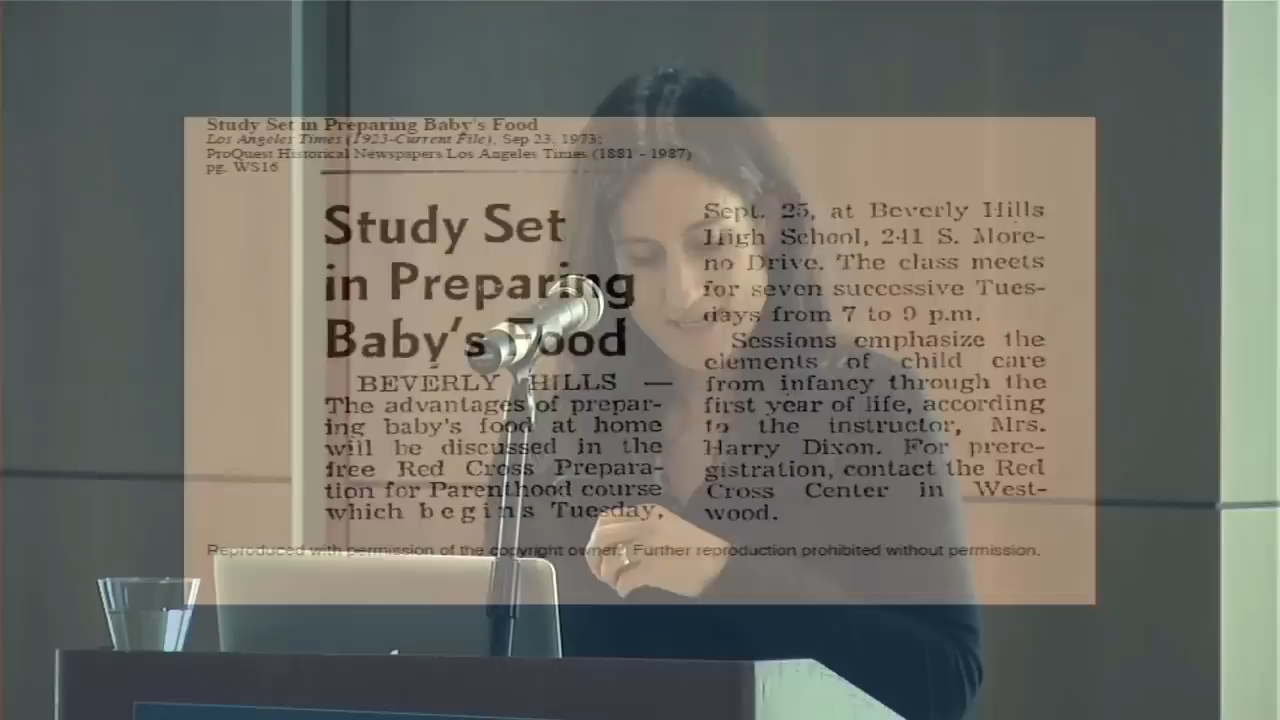 Study Set in Preparing Baby's Food
Los Angeles Times (1923-Current File), Sep 23, 1973;
ProQuest Historical Newspapers Los Angeles Times (1881 - 1987)
pg. WS16
Study Set
in Preparing
Baby's Food
BEVERLY HILLS —
The advantages of prepar-
ing baby's food at home
will be discussed in the
free Red Cross Prepara-
tion for Parenthood course
which begins Tuesday,
Sept. 25, at Beverly Hills
High School, 241 S. More-
no Drive. The class meets
for seven successive Tues-
days from 7 to 9 p.m.
Sessions emphasize the
elements of child care
from infancy through the
first year of life, according
to the instructor, Mrs.
Harry Dixon. For prere-
gistration, contact the Red
Cross Center in West-
wood.
Reproduced with permission of the copyright owner. Further reproduction prohibited without permission.